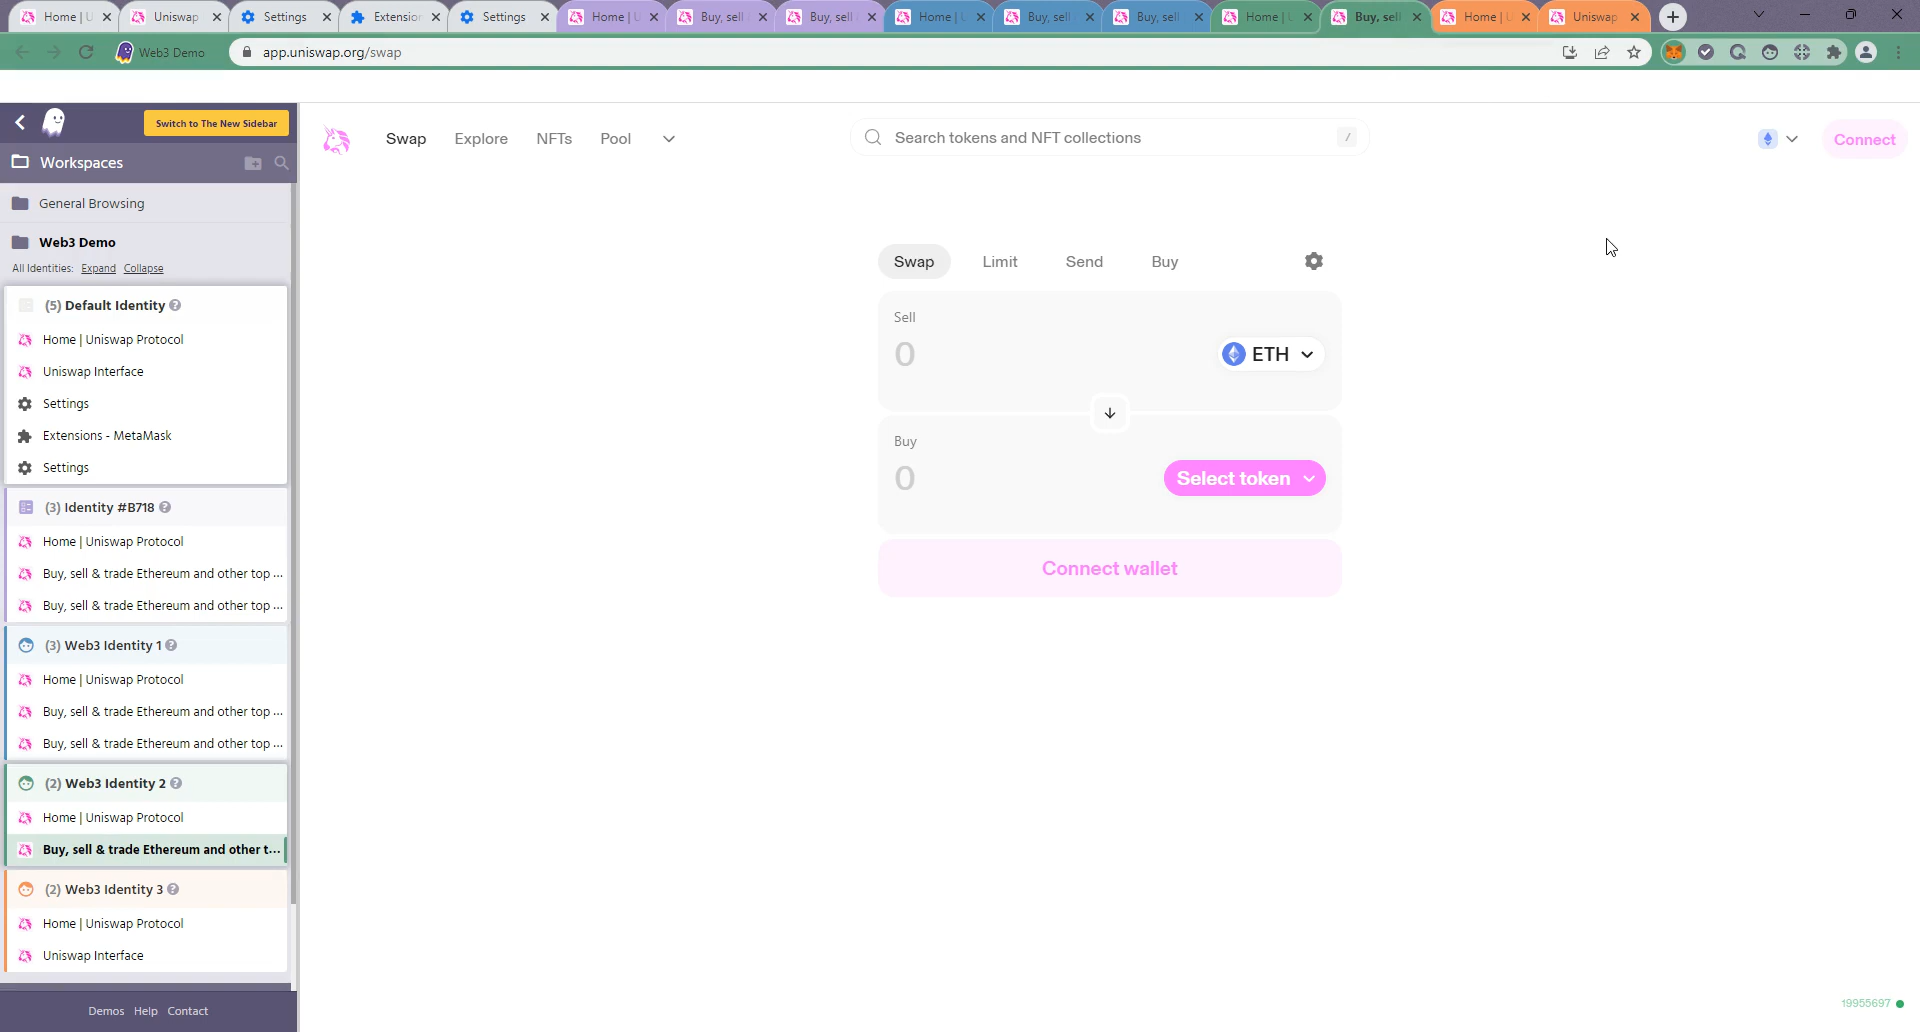 Home | U
Uniswap
Settings
Extension
Settings
Home | U
Buy, sell
Buy, sell
Home | U
Buy, sell
Buy, sell
Home | U
Buy, sell
Home | U
Uniswap
Web3 Demo
app.uniswap.org/swap
Switch to The New Sidebar
Workspaces
General Browsing
Web3 Demo
All Identities: Expand Collapse
(5) Default Identity ?
Home | Uniswap Protocol
Uniswap Interface
Settings
Extensions - MetaMask
Settings
(3) Identity #B718 ?
Home | Uniswap Protocol
Buy, sell & trade Ethereum and other top ...
Buy, sell & trade Ethereum and other top ...
(3) Web3 Identity 1 ?
Home | Uniswap Protocol
Buy, sell & trade Ethereum and other top ...
Buy, sell & trade Ethereum and other top ...
(2) Web3 Identity 2 ?
Home | Uniswap Protocol
Buy, sell & trade Ethereum and other t...
(2) Web3 Identity 3 ?
Home | Uniswap Protocol
Uniswap Interface
Demos Help Contact
Swap Explore NFTs Pool
Search tokens and NFT collections /
Connect
Swap Limit Send Buy
Sell
0
ETH
Buy
0
Select token
Connect wallet
19955697